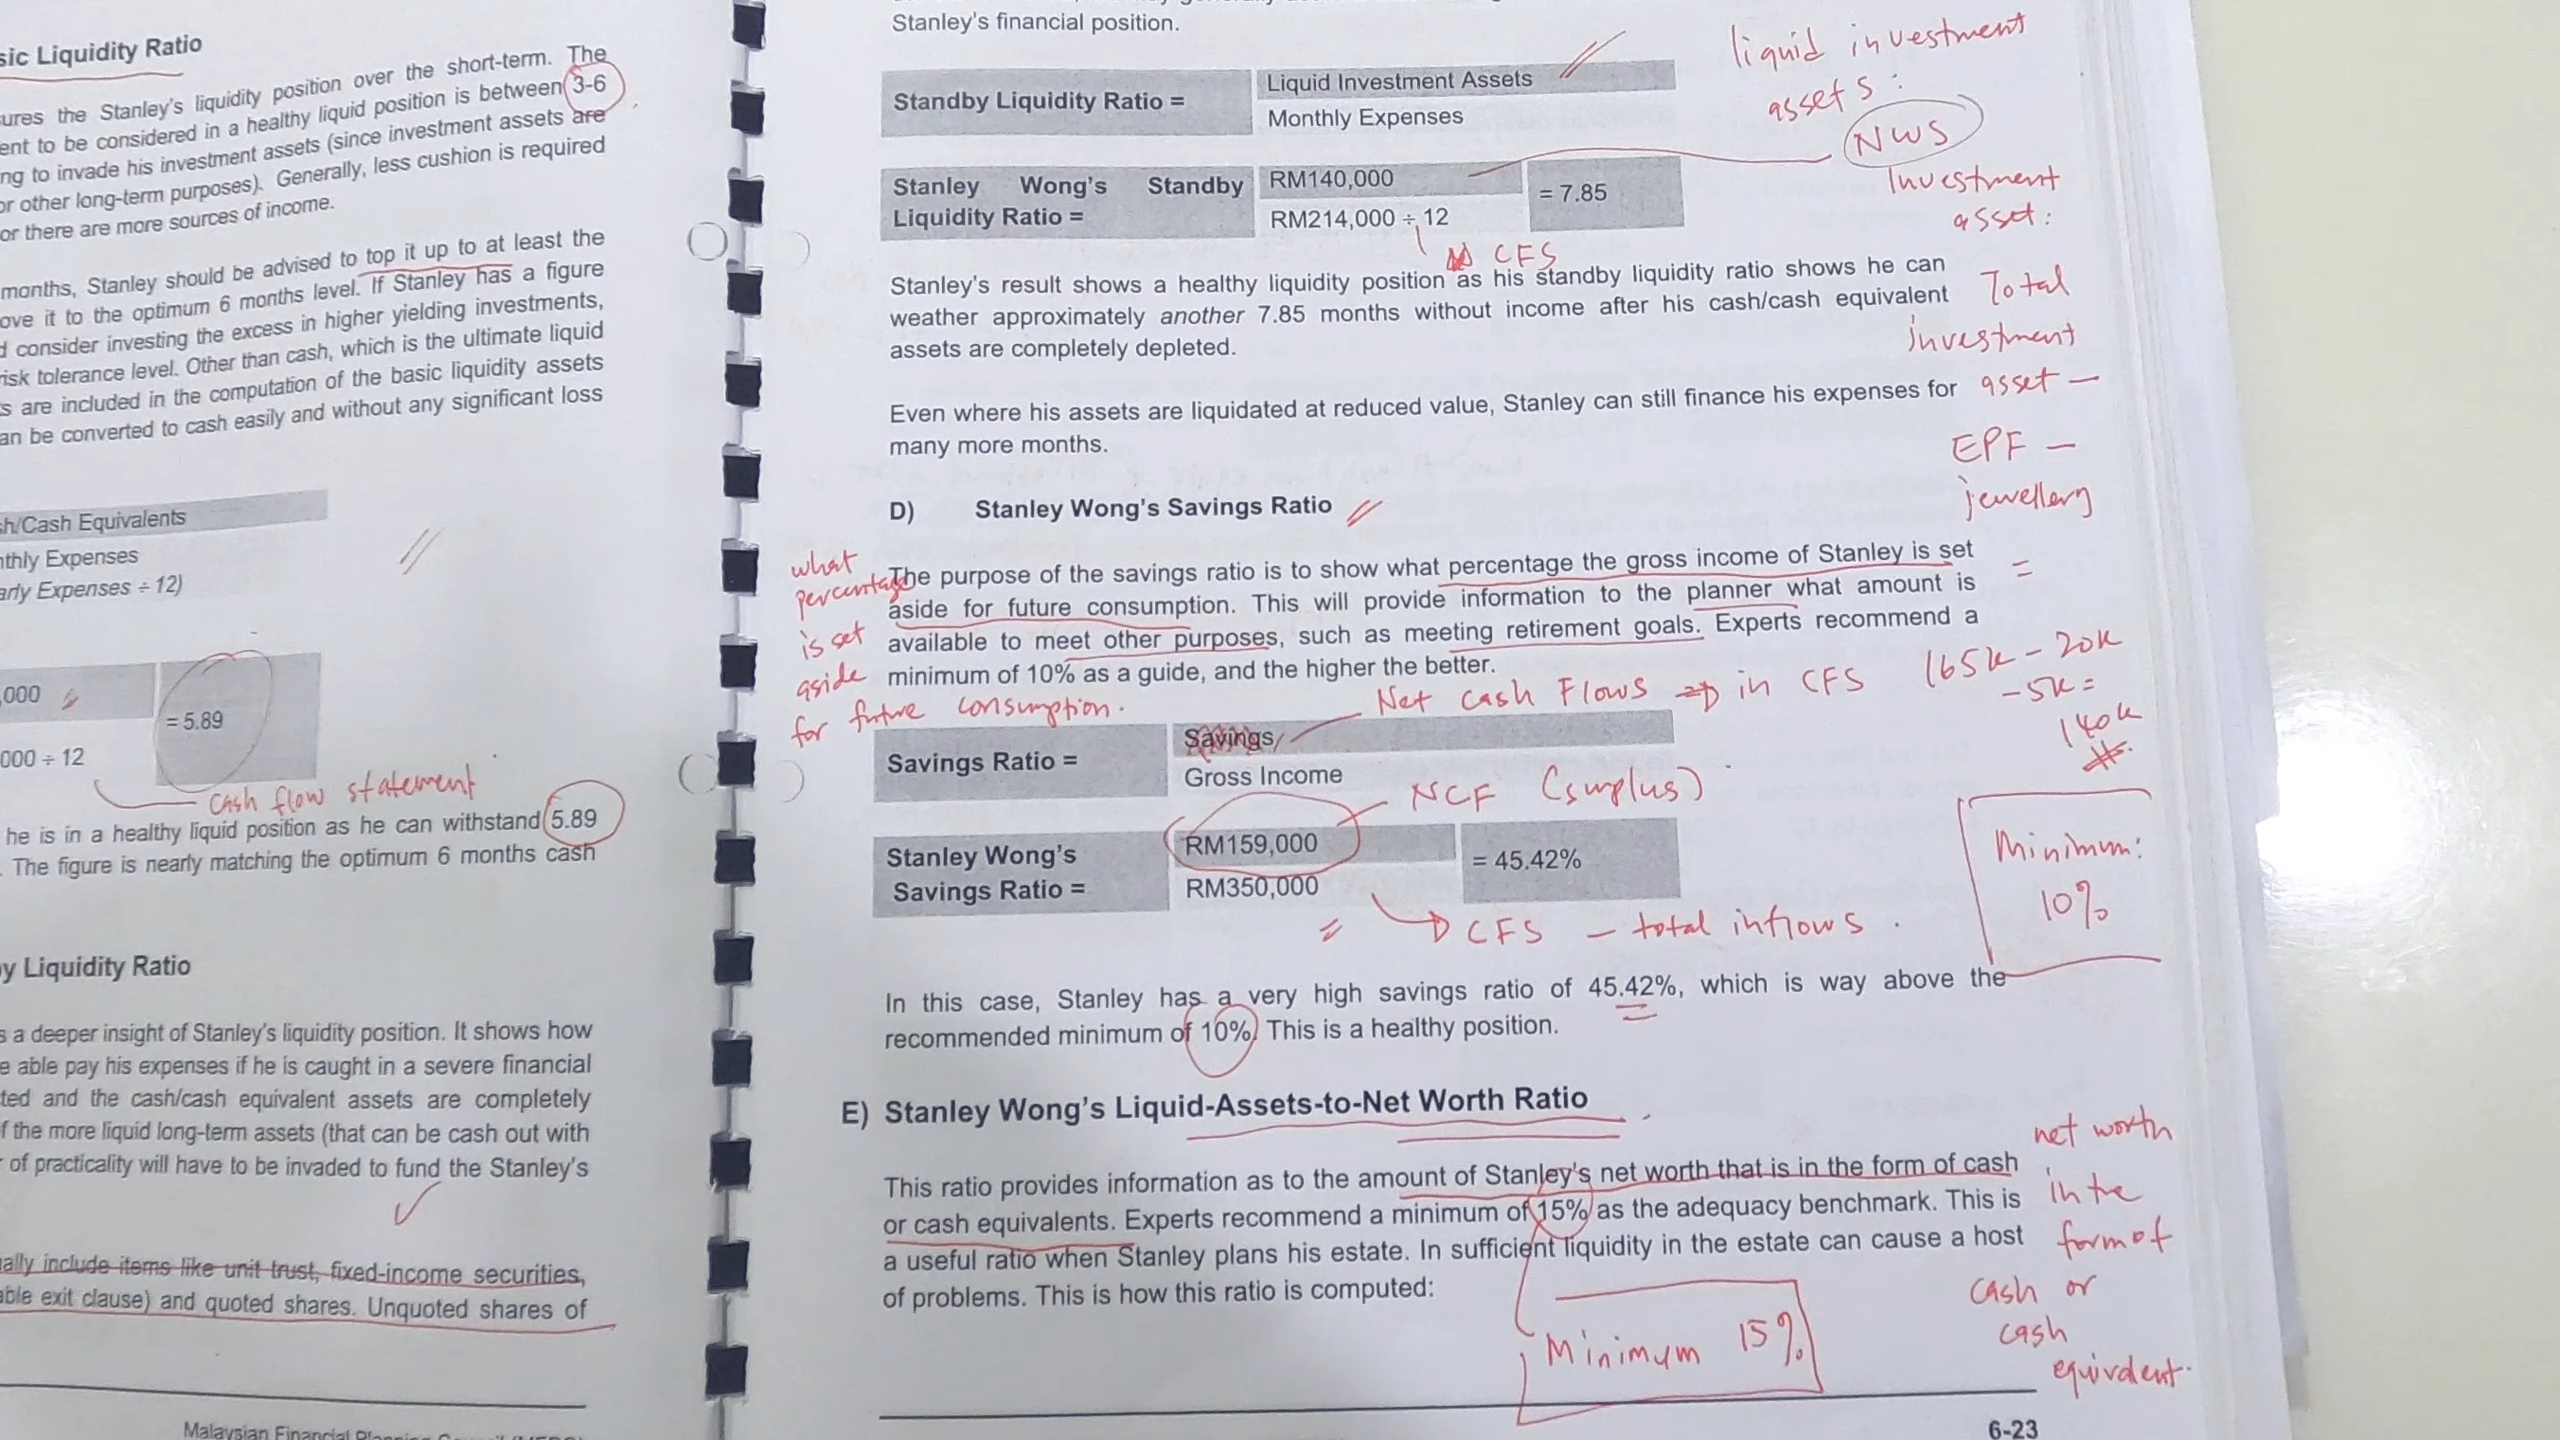 sic Liquidity Ratio
ures the Stanley's liquidity position over the short-term. The
ent to be considered in a healthy liquid position is between 3-6
ng to invade his investment assets (since investment assets are
or other long-term purposes). Generally, less cushion is required
or there are more sources of income.
months, Stanley should be advised to top it up to at least the
ove it to the optimum 6 months level. If Stanley has a figure
d consider investing the excess in higher yielding investments,
risk tolerance level. Other than cash, which is the ultimate liquid
s are included in the computation of the basic liquidity assets
an be converted to cash easily and without any significant loss
sh/Cash Equivalents
nthly Expenses
arly Expenses ÷ 12)
,000
= 5.89
000 ÷ 12
cash flow statement
he is in a healthy liquid position as he can withstand 5.89
. The figure is nearly matching the optimum 6 months cash
y Liquidity Ratio
s a deeper insight of Stanley's liquidity position. It shows how
e able pay his expenses if he is caught in a severe financial
ted and the cash/cash equivalent assets are completely
f the more liquid long-term assets (that can be cash out with
of practicality will have to be invaded to fund the Stanley's
ually include items like unit trust, fixed-income securities,
able exit clause) and quoted shares. Unquoted shares of
Malaysian Financial
Stanley's financial position.
Standby Liquidity Ratio =
Liquid Investment Assets
Monthly Expenses
Stanley Wong's Standby
Liquidity Ratio =
RM140,000
RM214,000 ÷ 12
= 7.85
CFS
liquid investment
assets:
NWS
Investment
asset:
Total
investment
asset —
EPF —
jewellery
=
165k - 20k
- 5k =
140k
Stanley's result shows a healthy liquidity position as his standby liquidity ratio shows he can
weather approximately another 7.85 months without income after his cash/cash equivalent
assets are completely depleted.
Even where his assets are liquidated at reduced value, Stanley can still finance his expenses for
many more months.
D) Stanley Wong's Savings Ratio
what
percentage
is set
aside
for future consumption.
The purpose of the savings ratio is to show what percentage the gross income of Stanley is set
aside for future consumption. This will provide information to the planner what amount is
available to meet other purposes, such as meeting retirement goals. Experts recommend a
minimum of 10% as a guide, and the higher the better.
Net cash Flows ⇒ in CFS
Savings Ratio =
Savings
Gross Income
NCF (surplus)
Stanley Wong's
Savings Ratio =
RM159,000
RM350,000
= 45.42%
CFS — total inflows.
Minimum:
10%
In this case, Stanley has a very high savings ratio of 45.42%, which is way above the
recommended minimum of 10%. This is a healthy position.
E) Stanley Wong's Liquid-Assets-to-Net Worth Ratio
This ratio provides information as to the amount of Stanley's net worth that is in the form of cash
or cash equivalents. Experts recommend a minimum of 15% as the adequacy benchmark. This is
a useful ratio when Stanley plans his estate. In sufficient liquidity in the estate can cause a host
of problems. This is how this ratio is computed:
Minimum 15%
net worth
in the
form of
cash or
cash
equivalent.
6-23